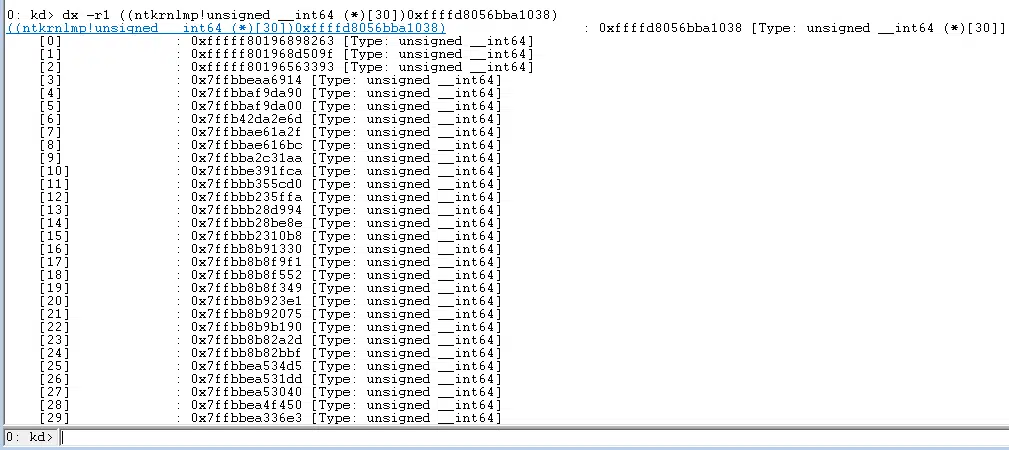 0: kd> dx -r1 ((ntkrnlmp!unsigned __int64 (*)[30])0xffffd8056bba1038)
((ntkrnlmp!unsigned __int64 (*)[30])0xffffd8056bba1038) : 0xffffd8056bba1038 [Type: unsigned __int64 (*)[30]]
[0] : 0xfffff80196898263 [Type: unsigned __int64]
[1] : 0xfffff801968d509f [Type: unsigned __int64]
[2] : 0xfffff80196563393 [Type: unsigned __int64]
[3] : 0x7ffbbeaa6914 [Type: unsigned __int64]
[4] : 0x7ffbbaf9da90 [Type: unsigned __int64]
[5] : 0x7ffbbaf9da00 [Type: unsigned __int64]
[6] : 0x7ffb42da2e6d [Type: unsigned __int64]
[7] : 0x7ffbbae61a2f [Type: unsigned __int64]
[8] : 0x7ffbbae616bc [Type: unsigned __int64]
[9] : 0x7ffbba2c31aa [Type: unsigned __int64]
[10] : 0x7ffbbe391fca [Type: unsigned __int64]
[11] : 0x7ffbbb355cd0 [Type: unsigned __int64]
[12] : 0x7ffbbb235ffa [Type: unsigned __int64]
[13] : 0x7ffbbb28d994 [Type: unsigned __int64]
[14] : 0x7ffbbb28be8e [Type: unsigned __int64]
[15] : 0x7ffbbb2310b8 [Type: unsigned __int64]
[16] : 0x7ffbb8b91330 [Type: unsigned __int64]
[17] : 0x7ffbb8b8f9f1 [Type: unsigned __int64]
[18] : 0x7ffbb8b8f552 [Type: unsigned __int64]
[19] : 0x7ffbb8b8f349 [Type: unsigned __int64]
[20] : 0x7ffbb8b923e1 [Type: unsigned __int64]
[21] : 0x7ffbb8b92075 [Type: unsigned __int64]
[22] : 0x7ffbb8b9b190 [Type: unsigned __int64]
[23] : 0x7ffbb8b82a2d [Type: unsigned __int64]
[24] : 0x7ffbb8b82bbf [Type: unsigned __int64]
[25] : 0x7ffbbea534d5 [Type: unsigned __int64]
[26] : 0x7ffbbea531dd [Type: unsigned __int64]
[27] : 0x7ffbbea53040 [Type: unsigned __int64]
[28] : 0x7ffbbea4f450 [Type: unsigned __int64]
[29] : 0x7ffbbea336e3 [Type: unsigned __int64]
0: kd>